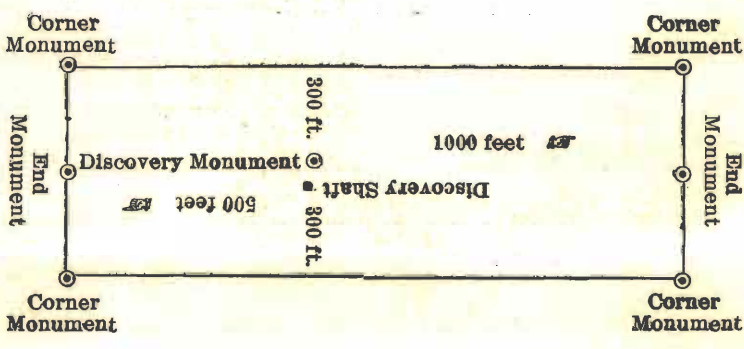 Corner
Monument
Corner
Monument
300 ft.
1000 feet
End
Monument
Discovery Monument
End
Monument
Discovery Shaft
500 feet
300 ft.
Corner
Monument
Corner
Monument